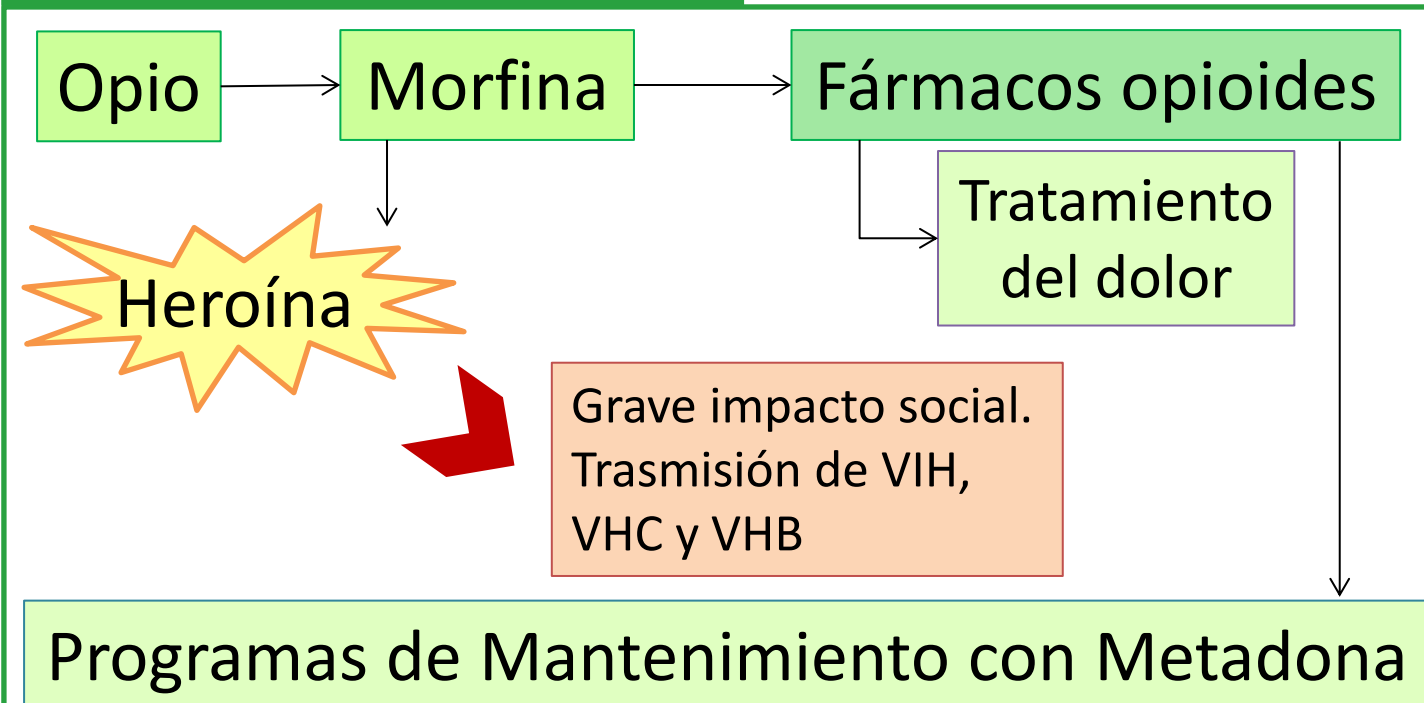 Opio
Morfina
Fármacos opioides
Tratamiento
del dolor
Heroína
Grave impacto social.
Trasmisión de VIH,
VHC y VHB
Programas de Mantenimiento con Metadona